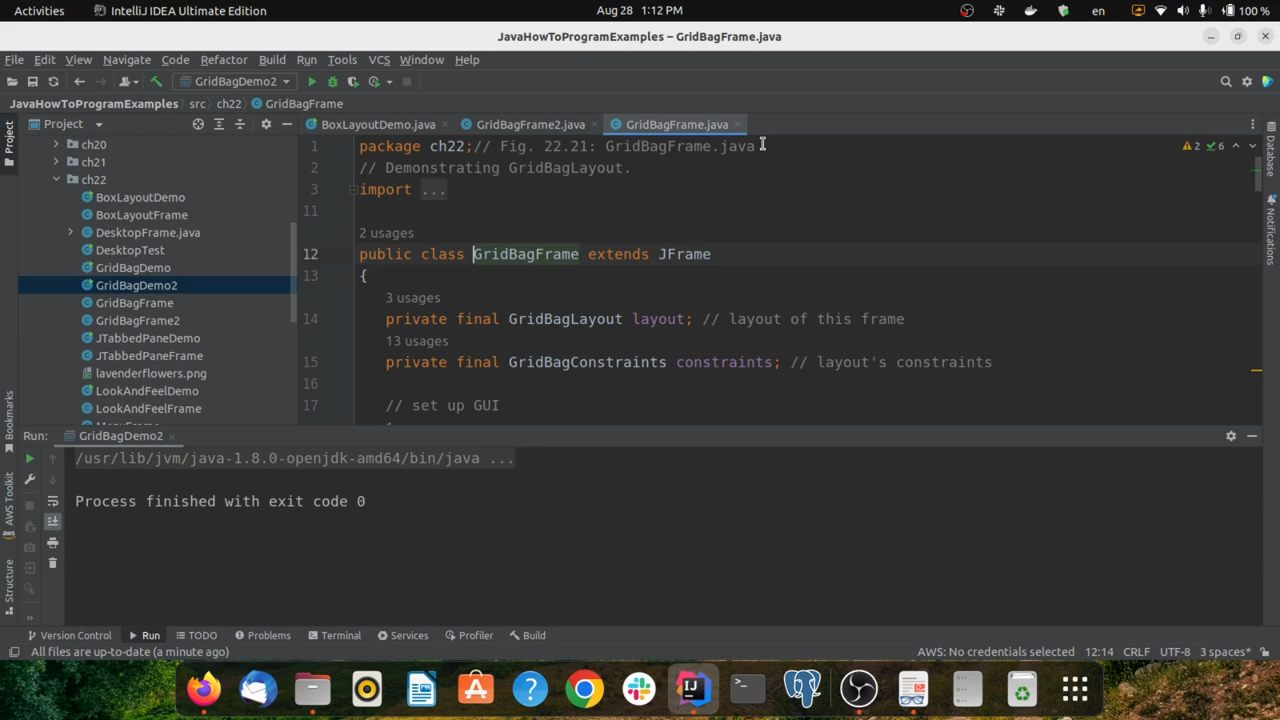 Activities
IntelliJ IDEA Ultimate Edition
Aug 28 1:12 PM
en
100 %
JavaHowToProgramExamples – GridBagFrame.java
File Edit View Navigate Code Refactor Build Run Tools VCS Window Help
GridBagDemo2
JavaHowToProgramExamples src ch22 GridBagFrame
Project
Project
BoxLayoutDemo.java
GridBagFrame2.java
GridBagFrame.java
ch20
ch21
ch22
BoxLayoutDemo
BoxLayoutFrame
DesktopFrame.java
DesktopTest
GridBagDemo
GridBagDemo2
GridBagFrame
GridBagFrame2
JTabbedPaneDemo
JTabbedPaneFrame
lavenderflowers.png
LookAndFeelDemo
LookAndFeelFrame
1 package ch22;// Fig. 22.21: GridBagFrame.java
2 // Demonstrating GridBagLayout.
3 import ...
11
2 usages
12 public class GridBagFrame extends JFrame
13 {
3 usages
14 private final GridBagLayout layout; // layout of this frame
13 usages
15 private final GridBagConstraints constraints; // layout's constraints
16
17 // set up GUI
2 6
Database
Notifications
Bookmarks
AWS Toolkit
aws
Structure
Run: GridBagDemo2
/usr/lib/jvm/java-1.8.0-openjdk-amd64/bin/java ...
Process finished with exit code 0
Version Control Run TODO Problems Terminal Services Profiler Build
All files are up-to-date (a minute ago)
AWS: No credentials selected 12:14 CRLF UTF-8 3 spaces*
IJ